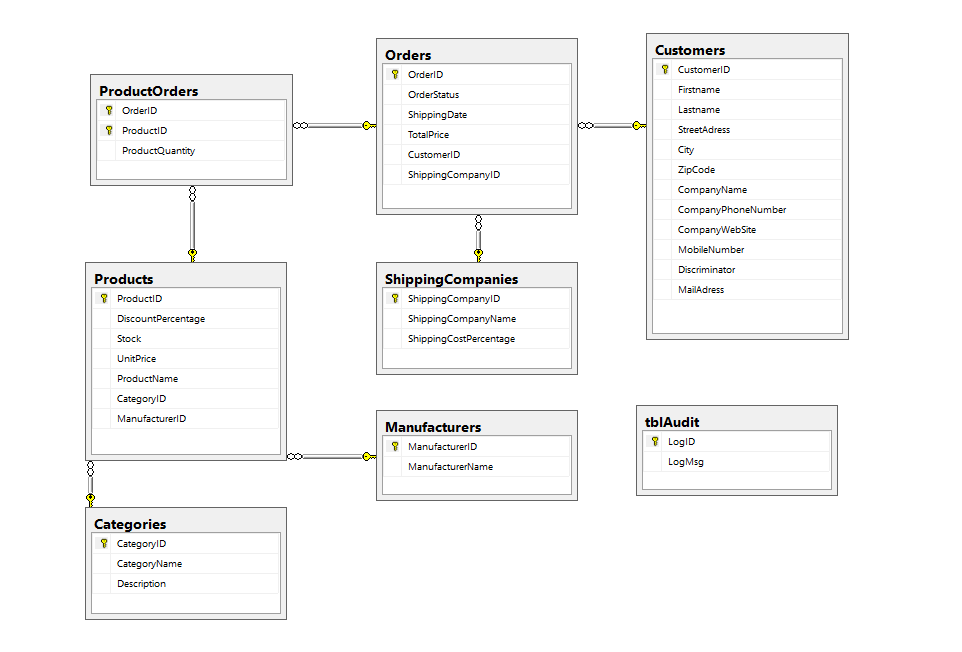 ProductOrders
OrderID
ProductID
ProductQuantity
Orders
OrderID
OrderStatus
ShippingDate
TotalPrice
CustomerID
ShippingCompanyID
Customers
CustomerID
Firstname
Lastname
StreetAdress
City
ZipCode
CompanyName
CompanyPhoneNumber
CompanyWebSite
MobileNumber
Discriminator
MailAdress
Products
ProductID
DiscountPercentage
Stock
UnitPrice
ProductName
CategoryID
ManufacturerID
ShippingCompanies
ShippingCompanyID
ShippingCompanyName
ShippingCostPercentage
Manufacturers
ManufacturerID
ManufacturerName
tblAudit
LogID
LogMsg
Categories
CategoryID
CategoryName
Description